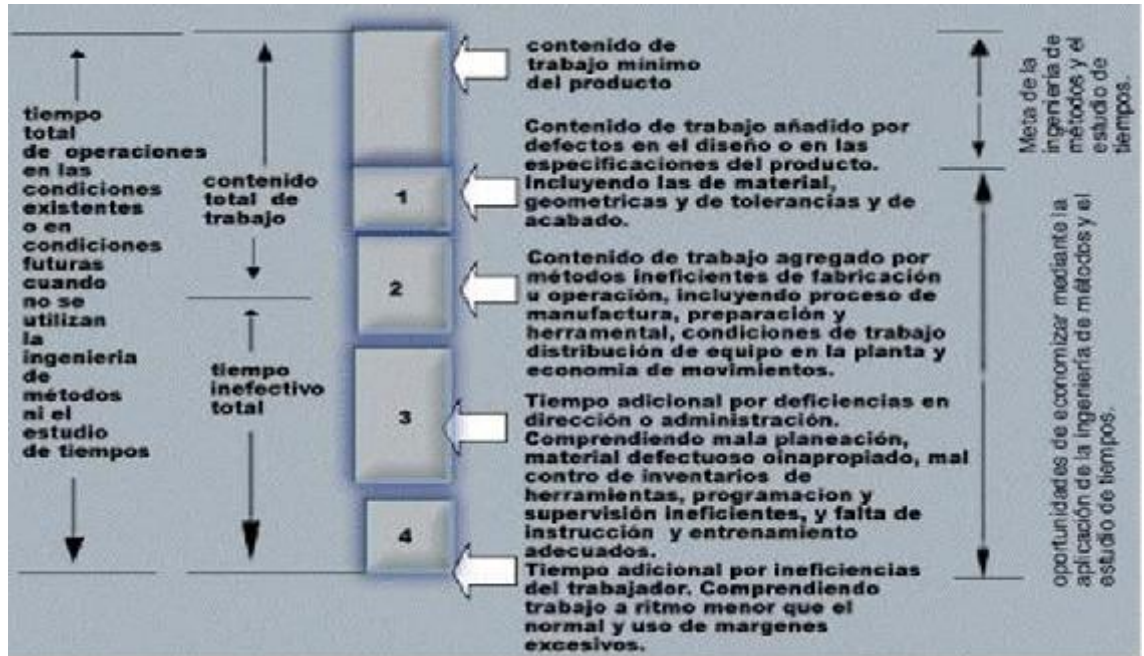 tiempo
total
de operaciones
en las
condiciones
existentes
o en
condiciones
futuras
cuando
no se
utilizan
la
ingenieria
de
métodos
ni el
estudio
de tiempos
contenido
total de
trabajo
tiempo
inefectivo
total
1
2
3
4
contenido de
trabajo minimo
del producto
Contenido de trabajo añadido por
defectos en el diseño o en las
especificaciones del producto.
Incluyendo las de material,
geometricas y de tolerancias y de
acabado.
Contenido de trabajo agregado por
métodos ineficientes de fabricación
u operación, incluyendo proceso de
manufactura, preparación y
herramental, condiciones de trabajo
distribución de equipo en la planta y
economia de movimientos.
Tiempo adicional por deficiencias en
dirección o administración.
Comprendiendo mala planeación,
material defectuoso oinapropiado, mal
contro de inventarios de
herramientas, programacion y
supervisión ineficientes, y falta de
instrucción y entrenamiento
adecuados.
Tiempo adicional por ineficiencias
del trabajador. Comprendiendo
trabajo a ritmo menor que el
normal y uso de margenes
excesivos.
Meta de la
ingeniería de
métodos y el
estudio de
tiempos.
oportunidades de economizar mediante la
aplicación de la ingeniería de métodos y el
estudio de tiempos.